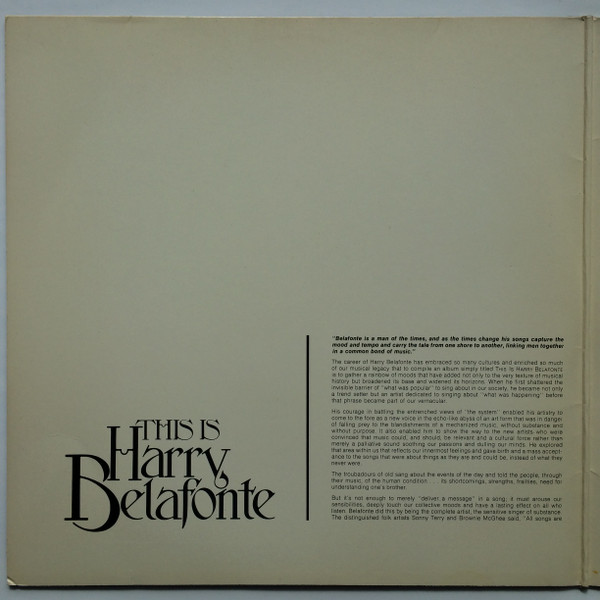 THIS IS
Harry
Belafonte
"Belafonte is a man of the times, and as the times change his songs capture the
mood and tempo and carry the tale from one shore to another, linking men together
in a common bond of music."
The career of Harry Belafonte has embraced so many cultures and enriched so much
of our musical legacy that to compile an album simply titled THIS IS HARRY BELAFONTE
is to gather a rainbow of moods that have added not only to the very texture of musical
history but broadened its base and widened its horizons. When he first shattered the
invisible barrier of "what was popular" to sing about in our society, he became not only
a trend setter but an artist dedicated to singing about "what was happening" before
that phrase became part of our vernacular.
His courage in battling the entrenched views of "the system" enabled his artistry to
come to the fore as a new voice in the echo-like abyss of an art form that was in danger
of falling prey to the blandishments of a mechanized music, without substance and
without purpose. It also enabled him to show the way to the new artists who were
convinced that music could, and should, be relevant and a cultural force rather than
merely a palliative sound soothing our passions and dulling our minds. He explored
that area within us that reflects our innermost feelings and gave birth and a mass accept-
ance to the songs that were about things as they are and could be, instead of what they
never were.
The troubadours of old sang about the events of the day and told the people, through
their music, of the human condition . . . its shortcomings, strengths, frailties, need for
understanding one's brother.
But it's not enough to merely "deliver a message" in a song; it must arouse our
sensibilities, deeply touch our collective moods and have a lasting effect on all who
listen. Belafonte did this by being the complete artist, the sensitive singer of substance.
The distinguished folk artists Sonny Terry and Brownie McGhee said, "All songs are